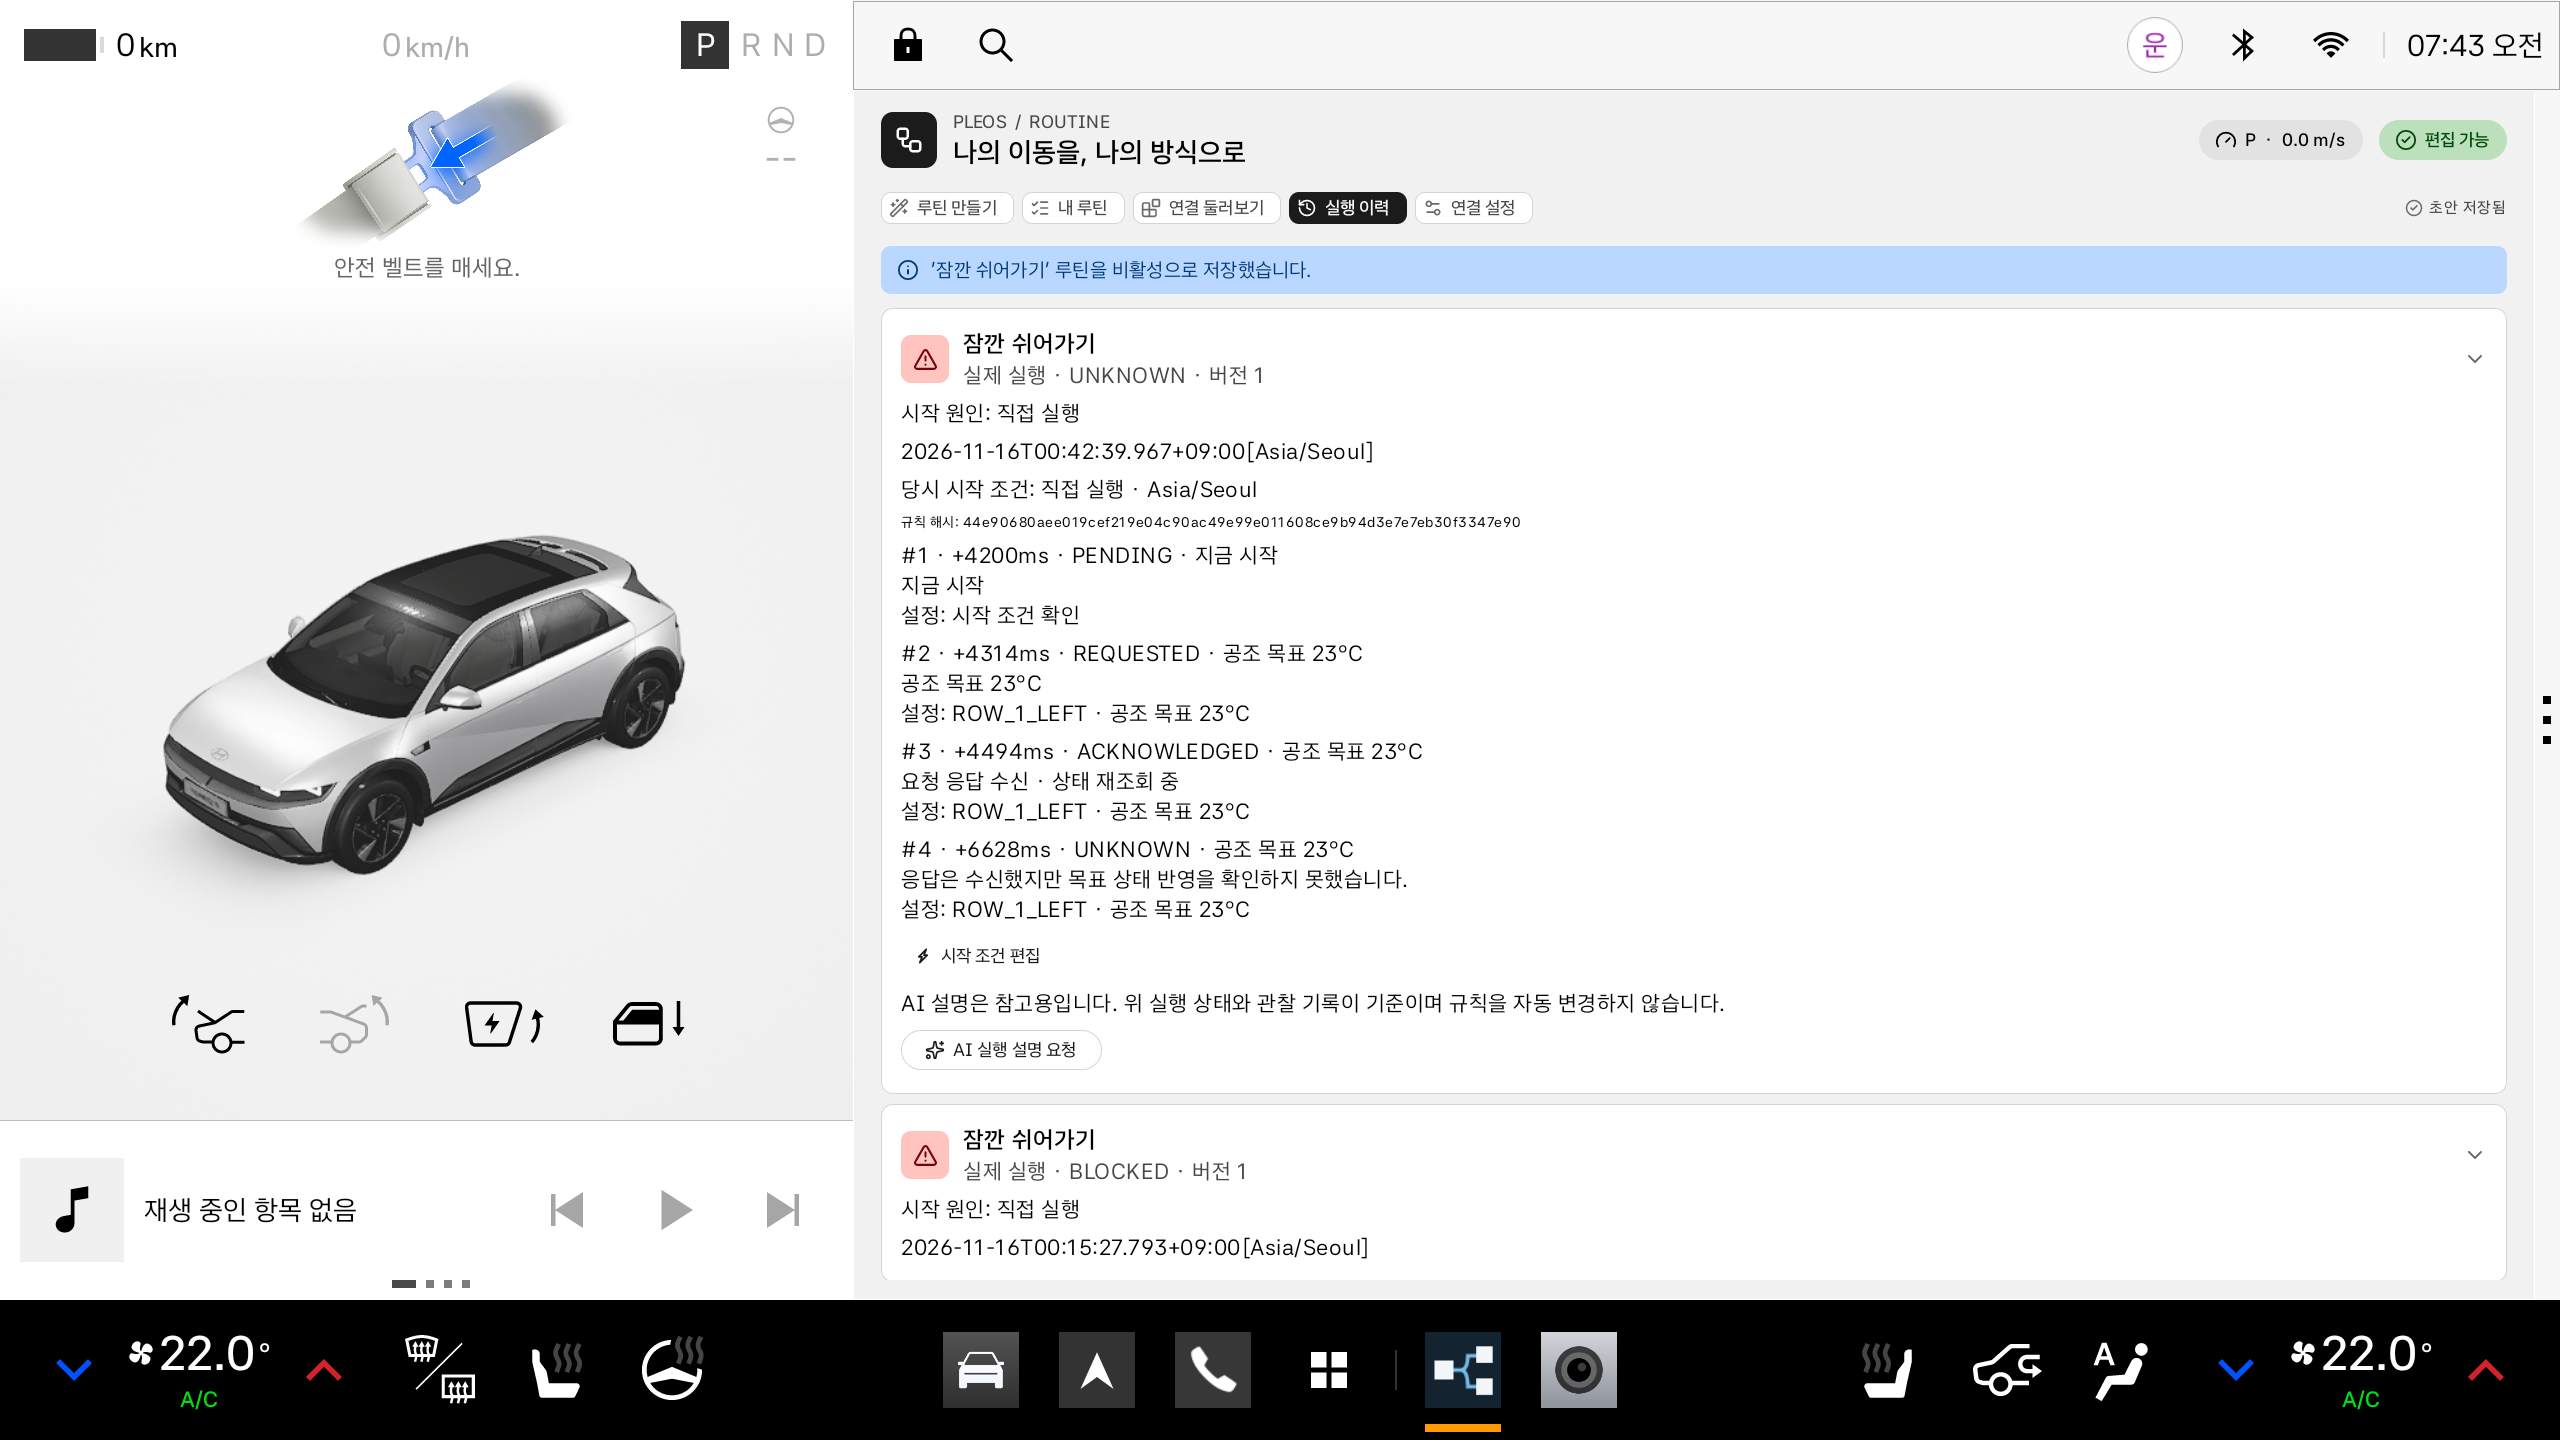 0 km
0 km/h
P R N D
안전 벨트를 매세요.
재생 중인 항목 없음
운
07:43 오전
PLEOS / ROUTINE
나의 이동을, 나의 방식으로
P · 0.0 m/s
편집 가능
루틴 만들기
내 루틴
연결 둘러보기
실행 이력
연결 설정
초안 저장됨
‘잠깐 쉬어가기’ 루틴을 비활성으로 저장했습니다.
잠깐 쉬어가기
실제 실행 · UNKNOWN · 버전 1
시작 원인: 직접 실행
2026-11-16T00:42:39.967+09:00[Asia/Seoul]
당시 시작 조건: 직접 실행 · Asia/Seoul
규칙 해시: 44e90680aee019cef219e04c90ac49e99e011608ce9b94d3e7e7eb30f3347e90
#1 · +4200ms · PENDING · 지금 시작
지금 시작
설정: 시작 조건 확인
#2 · +4314ms · REQUESTED · 공조 목표 23°C
공조 목표 23°C
설정: ROW_1_LEFT · 공조 목표 23°C
#3 · +4494ms · ACKNOWLEDGED · 공조 목표 23°C
요청 응답 수신 · 상태 재조회 중
설정: ROW_1_LEFT · 공조 목표 23°C
#4 · +6628ms · UNKNOWN · 공조 목표 23°C
응답은 수신했지만 목표 상태 반영을 확인하지 못했습니다.
설정: ROW_1_LEFT · 공조 목표 23°C
시작 조건 편집
AI 설명은 참고용입니다. 위 실행 상태와 관찰 기록이 기준이며 규칙을 자동 변경하지 않습니다.
AI 실행 설명 요청
잠깐 쉬어가기
실제 실행 · BLOCKED · 버전 1
시작 원인: 직접 실행
2026-11-16T00:15:27.793+09:00[Asia/Seoul]
22.0°
A/C
A
22.0°
A/C